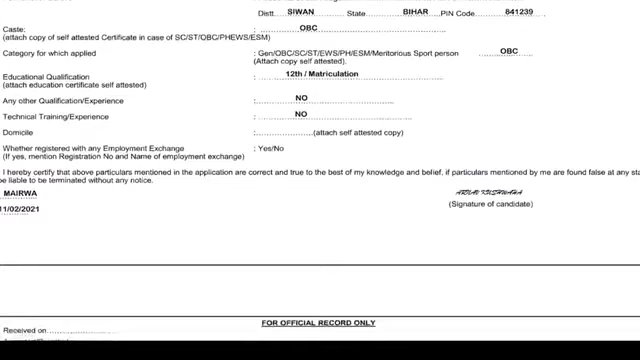 Distt. SIWAN State BIHAR PIN Code 841239
Caste: : OBC
(attach copy of self attested Certificate in case of SC/ST/OBC/PHEWS/ESM)
Category for which applied : Gen/OBC/SC/ST/EWS/PH/ESM/Meritorious Sport person OBC
(Attach copy self attested).
Educational Qualification : 12th / Matriculation
(attach education certificate self attested)
Any other Qualification/Experience : NO
Technical Training/Experience : NO
Domicile : (attach self attested copy)
Whether registered with any Employment Exchange : Yes/No
(If yes, mention Registration No and Name of employment exchange)
I hereby certify that above particulars mentioned in the application are correct and true to the best of my knowledge and belief, if particulars mentioned by me are found false at any
be liable to be terminated without any notice.
MAIRWA
11/02/2021
KUSHWAHA
(Signature of candidate)
FOR OFFICIAL RECORD ONLY
Received on